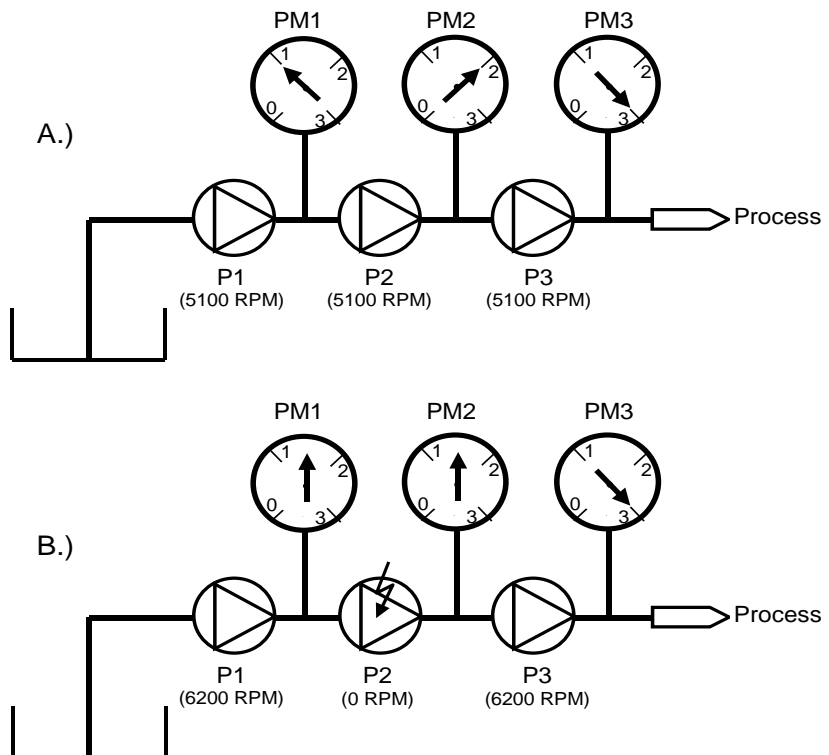 PM1 PM2 PM3
1 2 0 3
1 2 0 3
1 2 0 3
A.)
Process
P1 P2 P3
(5100 RPM) (5100 RPM) (5100 RPM)
PM1 PM2 PM3
1 2 0 3
1 2 0 3
1 2 0 3
B.)
Process
P1 P2 P3
(6200 RPM) (0 RPM) (6200 RPM)